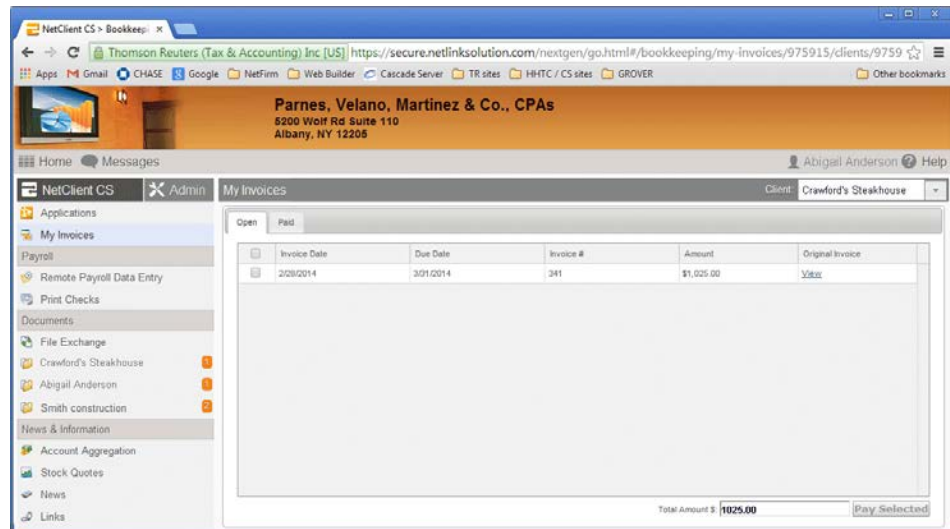 NetClient CS > Bookkeepi ×
Thomson Reuters (Tax & Accounting) Inc [US] https://secure.netlinksolution.com/nextgen/go.html#/bookkeeping/my-invoices/975915/clients/9759
Apps Gmail CHASE Google NetFirm Web Builder Cascade Server TR sites HHTC / CS sites GROVER Other bookmarks
Parnes, Velano, Martinez & Co., CPAs
5200 Wolf Rd Suite 110
Albany, NY 12205
Home Messages Abigail Anderson Help
NetClient CS Admin My Invoices Client: Crawford's Steakhouse
Applications
My Invoices
Payroll
Remote Payroll Data Entry
Print Checks
Documents
File Exchange
Crawford's Steakhouse 1
Abigail Anderson 1
Smith construction 2
News & Information
Account Aggregation
Stock Quotes
News
Links
Open Paid
Invoice Date Due Date Invoice # Amount Original Invoice
2/28/2014 3/31/2014 341 $1,025.00 View
Total Amount $: 1025.00 Pay Selected